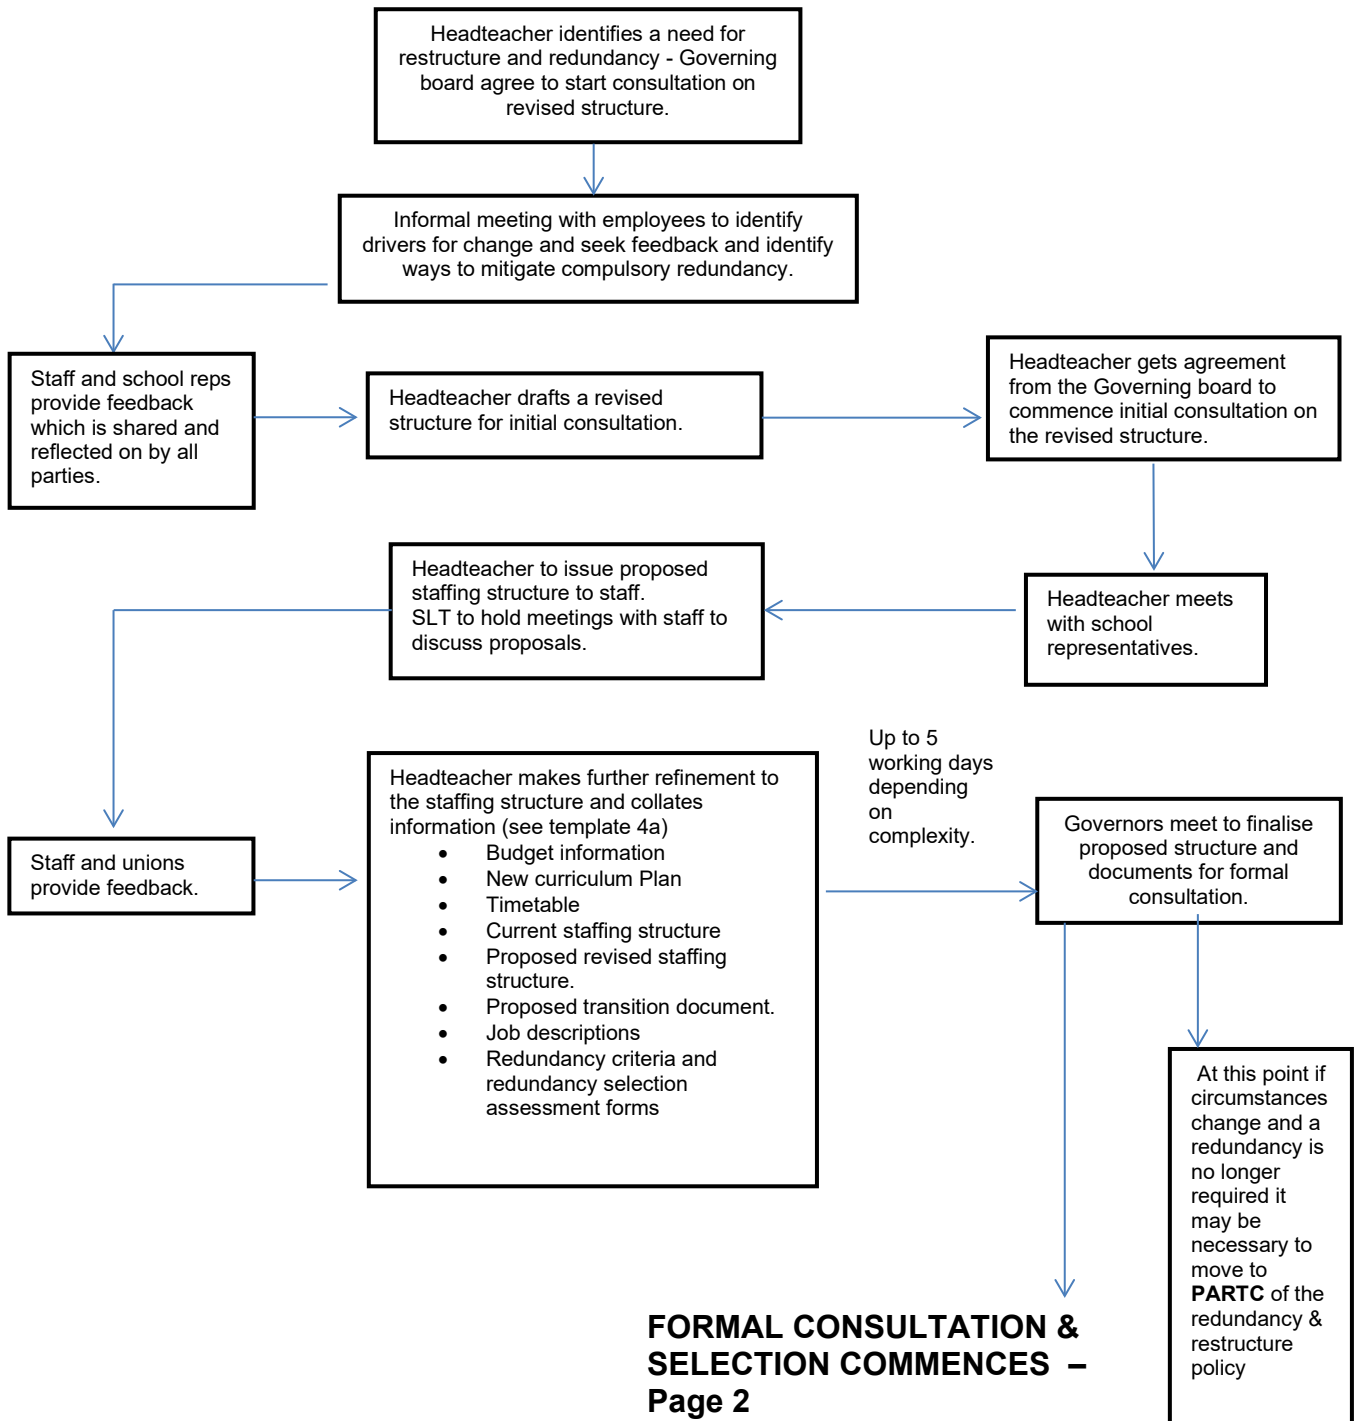 Headteacher identifies a need for
restructure and redundancy - Governing
board agree to start consultation on
revised structure.
Informal meeting with employees to identify
drivers for change and seek feedback and identify
ways to mitigate compulsory redundancy.
Staff and school reps
provide feedback
which is shared and
reflected on by all
parties.
Headteacher drafts a revised
structure for initial consultation.
Headteacher gets agreement
from the Governing board to
commence initial consultation on
the revised structure.
Headteacher meets
with school
representatives.
Headteacher to issue proposed
staffing structure to staff.
SLT to hold meetings with staff to
discuss proposals.
Staff and unions
provide feedback.
Headteacher makes further refinement to
the staffing structure and collates
information (see template 4a)
• Budget information
• New curriculum Plan
• Timetable
• Current staffing structure
• Proposed revised staffing
structure.
• Proposed transition document.
• Job descriptions
• Redundancy criteria and
redundancy selection
assessment forms
Up to 5
working days
depending
on
complexity.
Governors meet to finalise
proposed structure and
documents for formal
consultation.
At this point if
circumstances
change and a
redundancy is
no longer
required it
may be
necessary to
move to
PARTC of the
redundancy &
restructure
policy
FORMAL CONSULTATION &
SELECTION COMMENCES –
Page 2